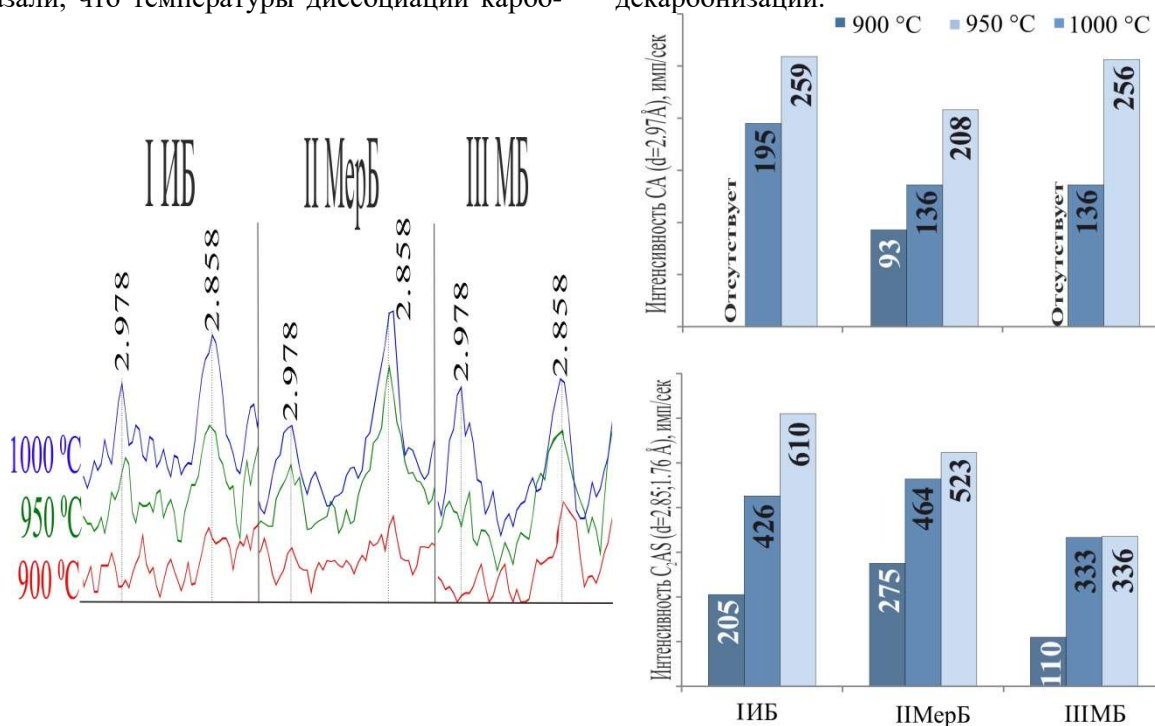 зали, что температуры диссоциации карбо-
декарбонизации.
I ИБ
II МерБ
III МБ
2.978
2.858
2.978
2.858
2.978
2.858
1000 ⁰C
950 ⁰C
900 ⁰C
900 °C 950 °C 1000 °C
Интенсивность CA (d=2.97Å), имп/сек
Отсутствует
195
259
93
136
208
Отсутствует
136
256
Интенсивность C₂AS (d=2,85;1.76 Å), имп/сек
205
426
610
275
464
523
110
333
336
IИБ
IIМерБ
IIIМБ